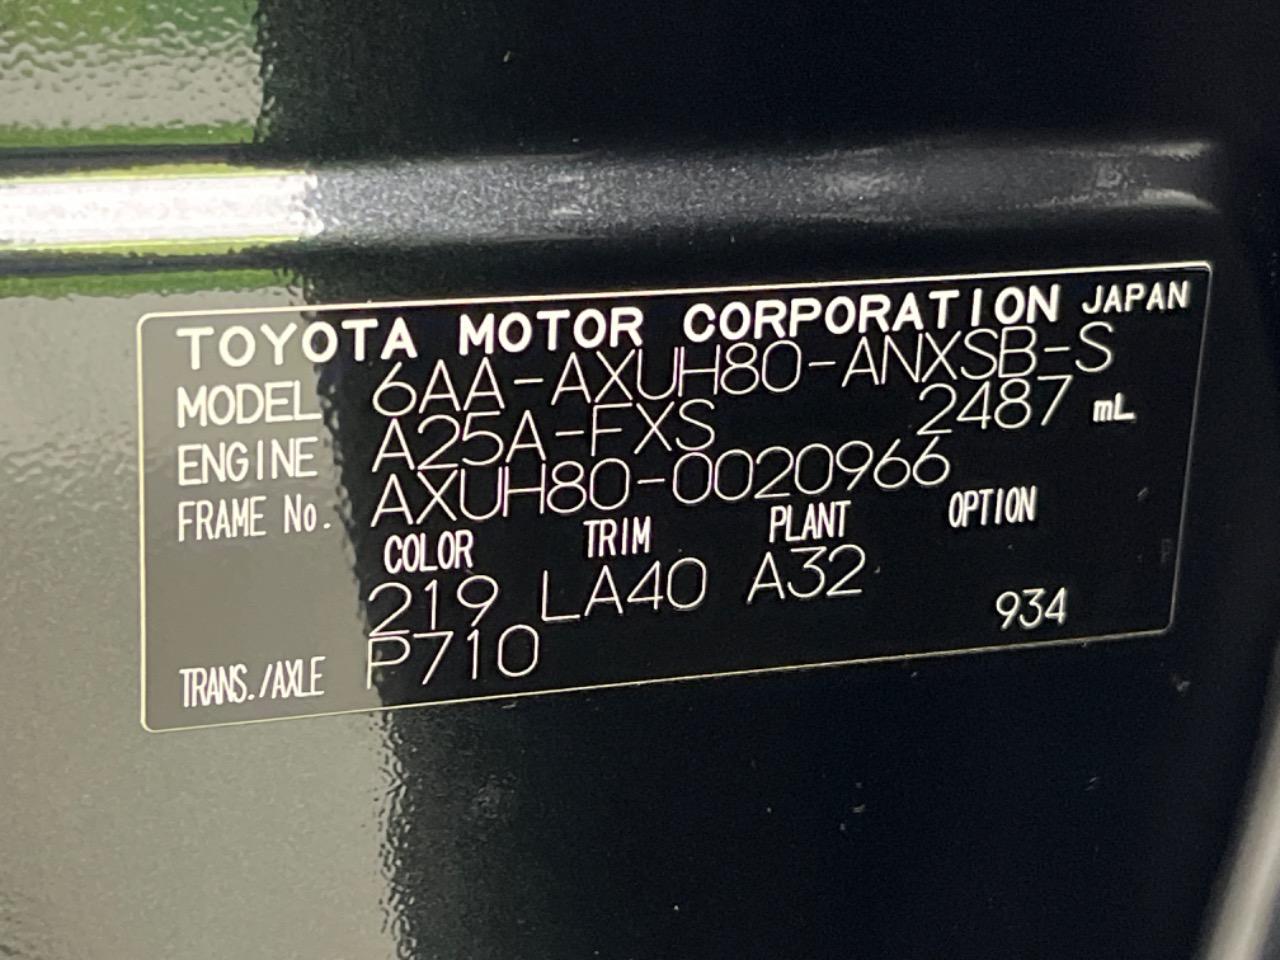 TOYOTA MOTOR CORPORATION JAPAN
MODEL 6AA-AXUH80-ANXSB-S
ENGINE A25A-FXS 2487 mL
FRAME No. AXUH80-0020966
COLOR TRIM PLANT OPTION
219 LA40 A32
TRANS./AXLE P710 934